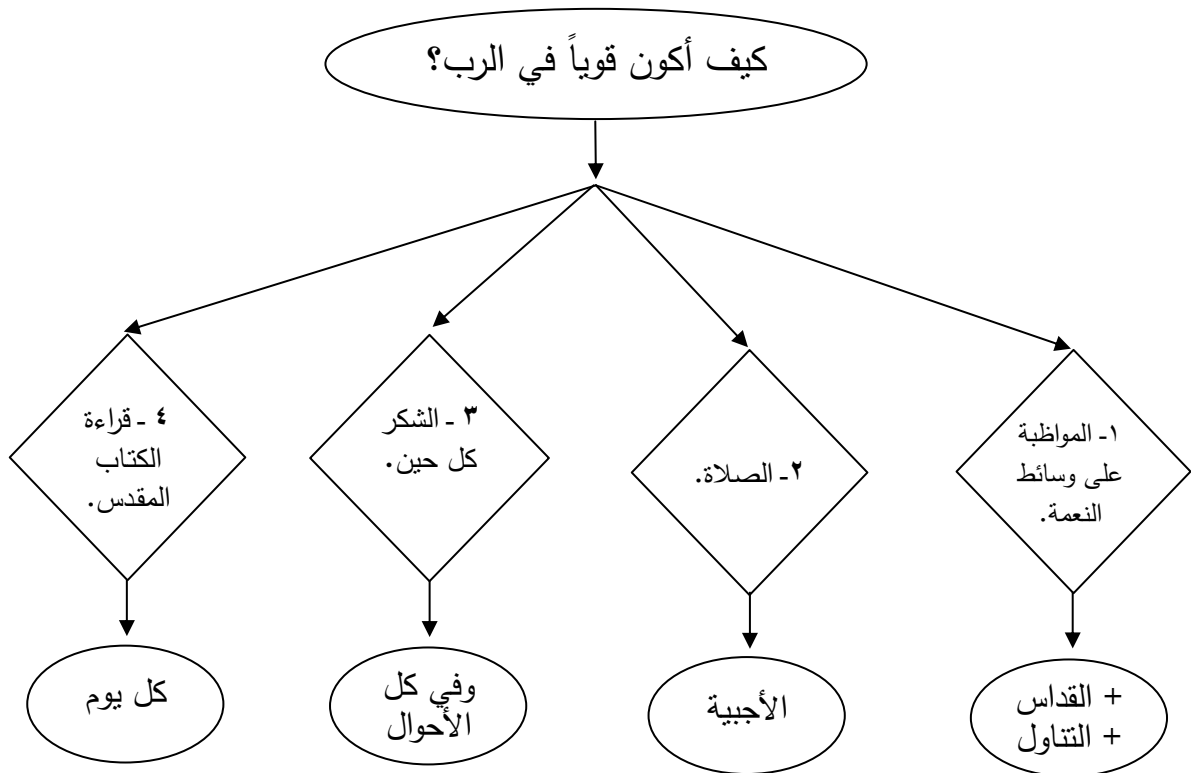 كيف أكون قوياً في الرب؟
١- المواظبة
على وسائط
النعمة.
٢- الصلاة.
٣ - الشكر
كل حين.
٤ - قراءة
الكتاب
المقدس.
+ القداس
+ التناول
الأجبية
وفي كل
الأحوال
كل يوم